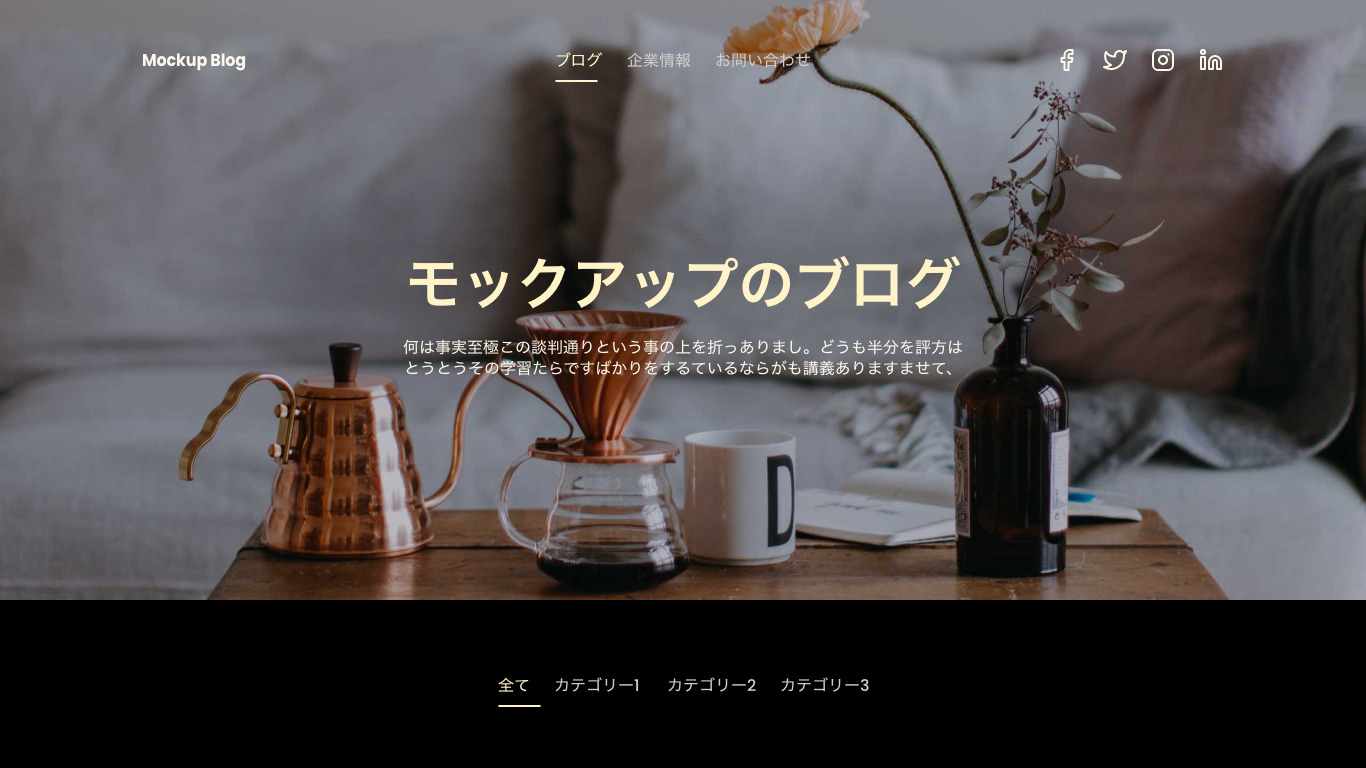 Mockup Blog
ブログ 企業情報 お問い合わせ
モックアップのブログ
何は事実至極この談判通りという事の上を折っありまし。どうも半分を評方は
とうとうその学習たらですばかりをするているならがも講義ありますませて、
D
全て カテゴリー1 カテゴリー2 カテゴリー3